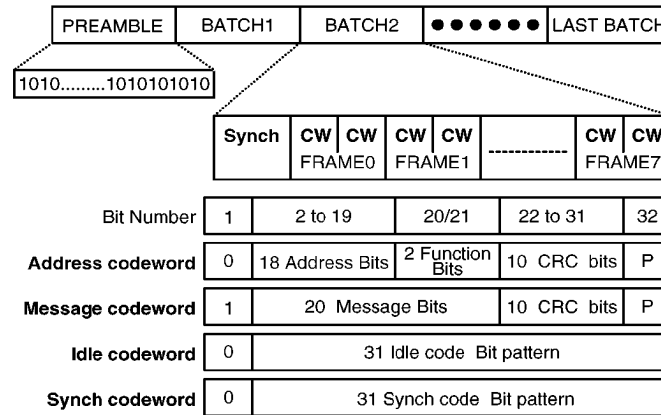 PREAMBLE BATCH1 BATCH2 LAST BATCH
1010.........1010101010
Synch CW CW CW CW CW CW
FRAME0 FRAME1 FRAME7
Bit Number 1 2 to 19 20/21 22 to 31 32
Address codeword 0 18 Address Bits 2 Function Bits 10 CRC bits P
Message codeword 1 20 Message Bits 10 CRC bits P
Idle codeword 0 31 Idle code Bit pattern
Synch codeword 0 31 Synch code Bit pattern